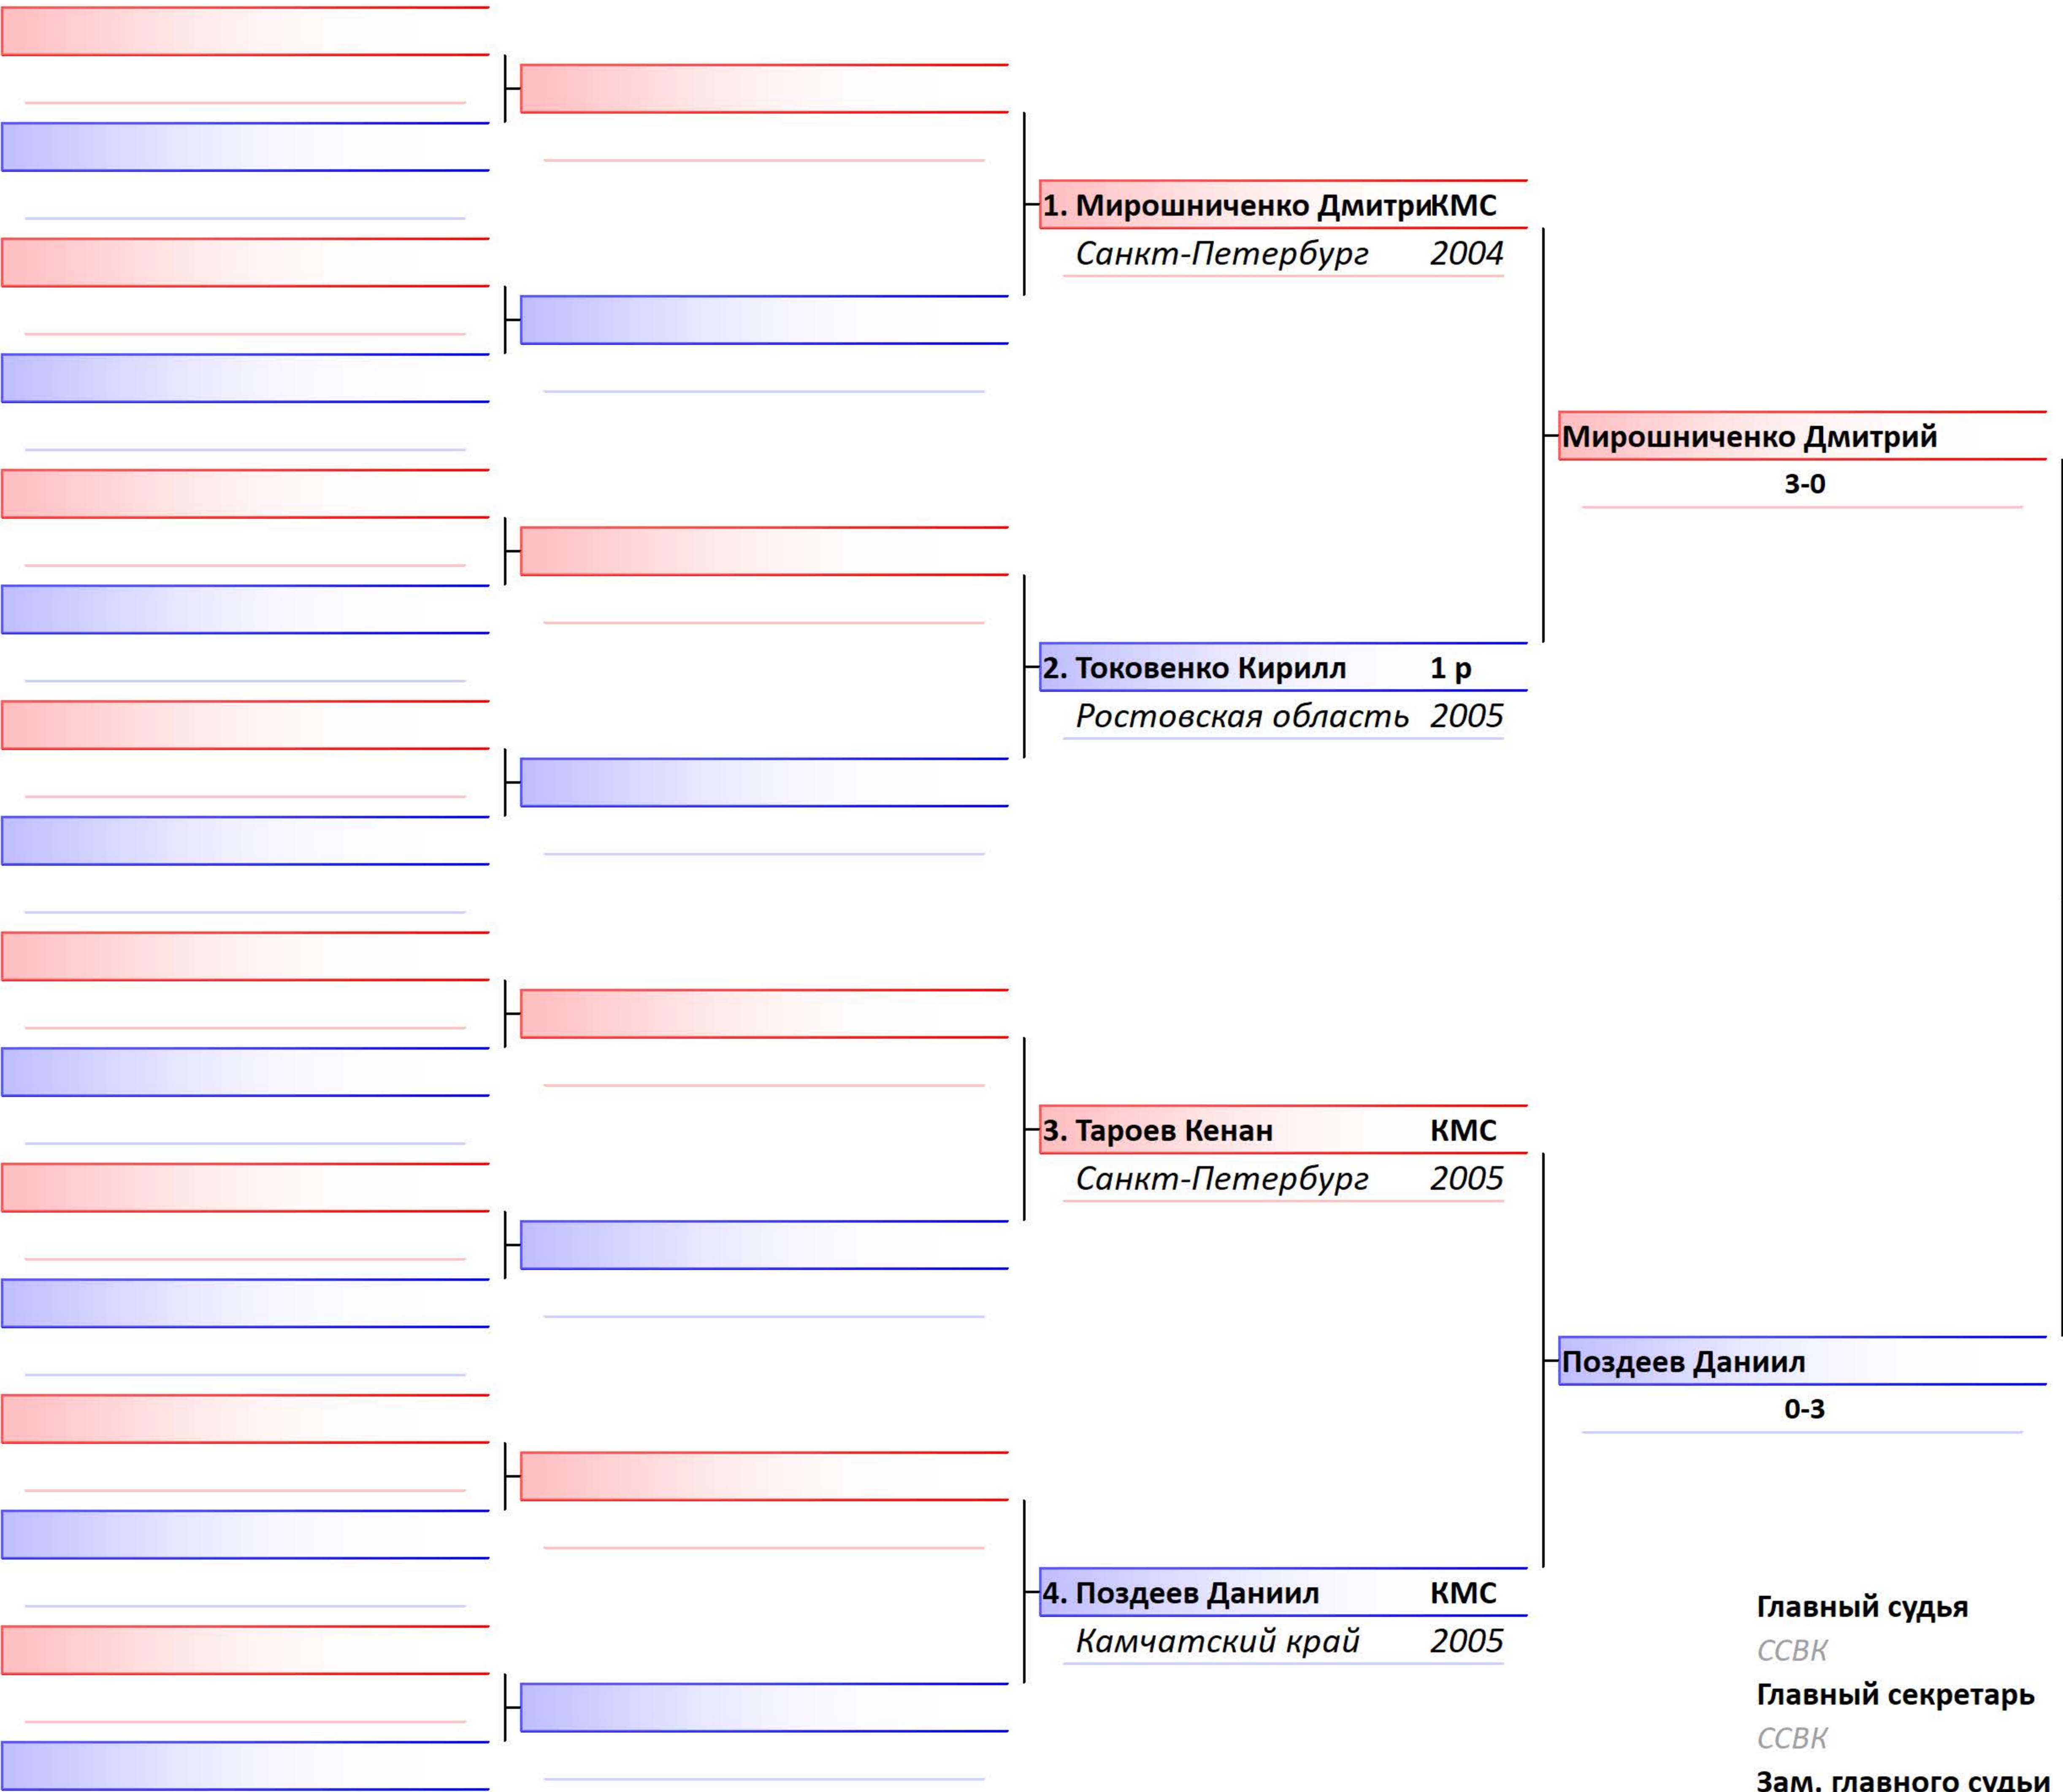 1. Мирошниченко Дмитри КМС
Санкт-Петербург 2004
Мирошниченко Дмитрий
3-0
2. Токовенко Кирилл 1 р
Ростовская область 2005
3. Тароев Кенан КМС
Санкт-Петербург 2005
Поздеев Даниил
0-3
4. Поздеев Даниил КМС
Камчатский край 2005
Главный судья
ССВК
Главный секретарь
ССВК
Зам. главного судьи